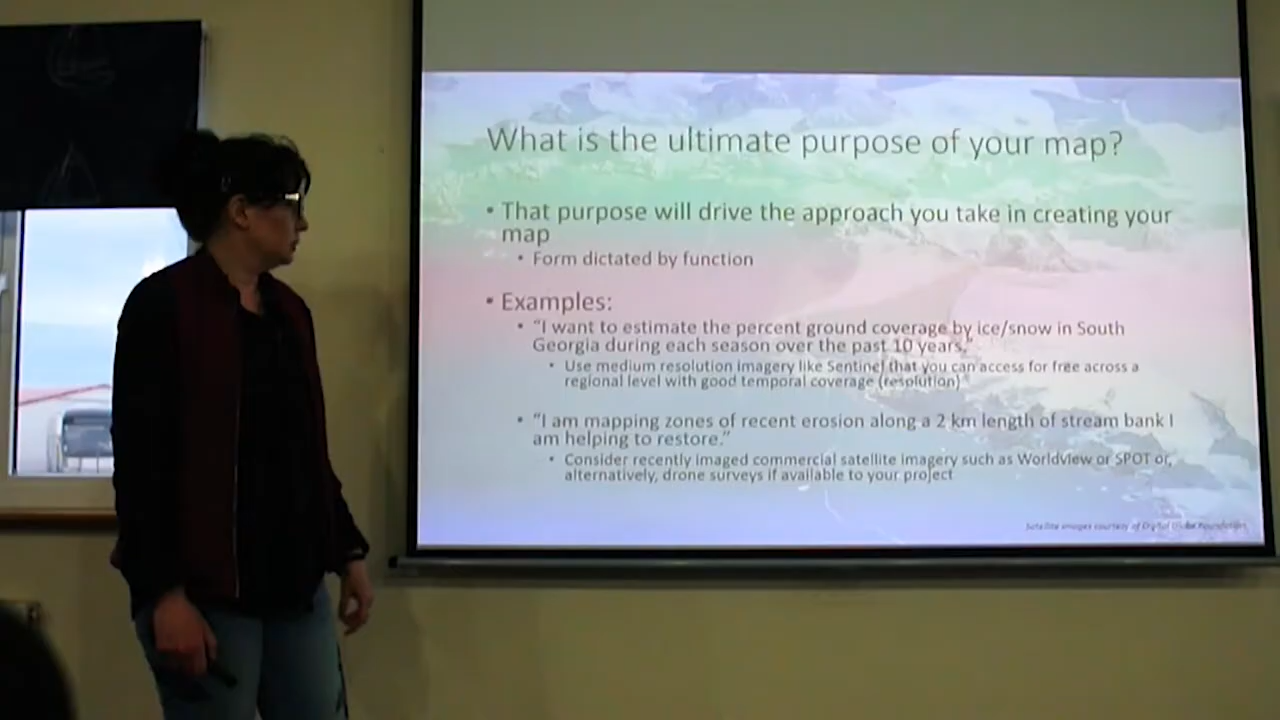 What is the ultimate purpose of your map?
• That purpose will drive the approach you take in creating your
map
• Form dictated by function
• Examples:
• "I want to estimate the percent ground coverage by ice/snow in South
Georgia during each season over the past 10 years."
• Use medium resolution imagery like Sentinel that you can access for free across a
regional level with good temporal coverage (resolution)
• "I am mapping zones of recent erosion along a 2 km length of stream bank I
am helping to restore."
• Consider recently imaged commercial satellite imagery such as Worldview or SPOT or,
alternatively, drone surveys if available to your project
Satellite images courtesy of Digital Globe Foundation